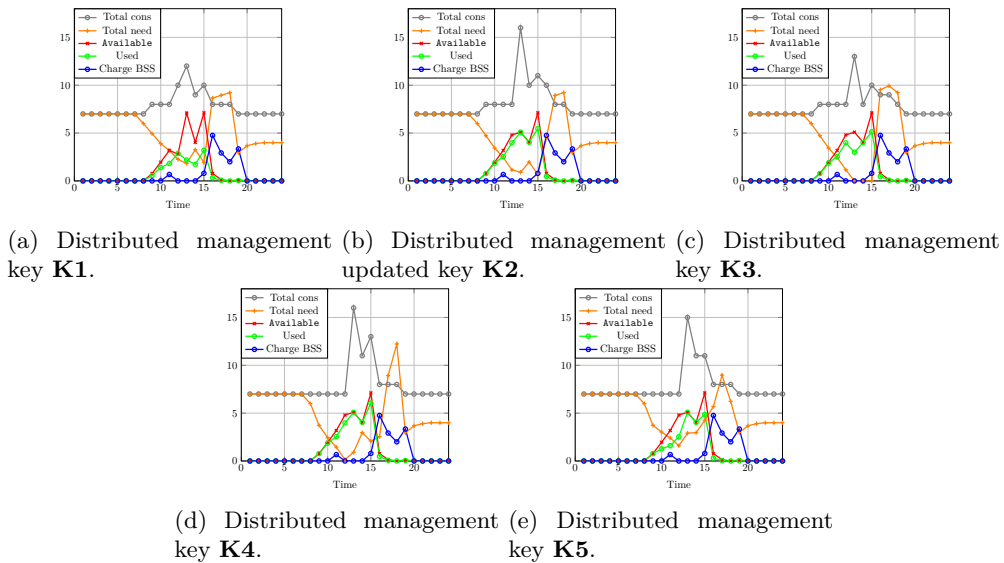 Total cons
Total need
Available
Used
Charge BSS
0 5 10 15
0 5 10 15 20
Time
Total cons
Total need
Available
Used
Charge BSS
0 5 10 15
0 5 10 15 20
Time
Total cons
Total need
Available
Used
Charge BSS
0 5 10 15
0 5 10 15 20
Time
(a) Distributed management
key K1.
(b) Distributed management
updated key K2.
(c) Distributed management
key K3.
Total cons
Total need
Available
Used
Charge BSS
0 5 10 15
0 5 10 15 20
Time
Total cons
Total need
Available
Used
Charge BSS
0 5 10 15
0 5 10 15 20
Time
(d) Distributed management
key K4.
(e) Distributed management
key K5.